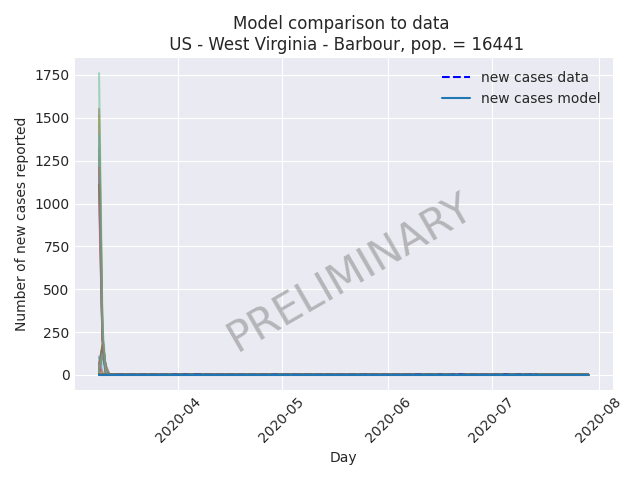 Model comparison to data
US - West Virginia - Barbour, pop. = 16441
new cases data
new cases model
1750
1500
1250
1000
750
500
250
0
Number of new cases reported
PRELIMINARY
2020-04
2020-05
2020-06
2020-07
2020-08
Day